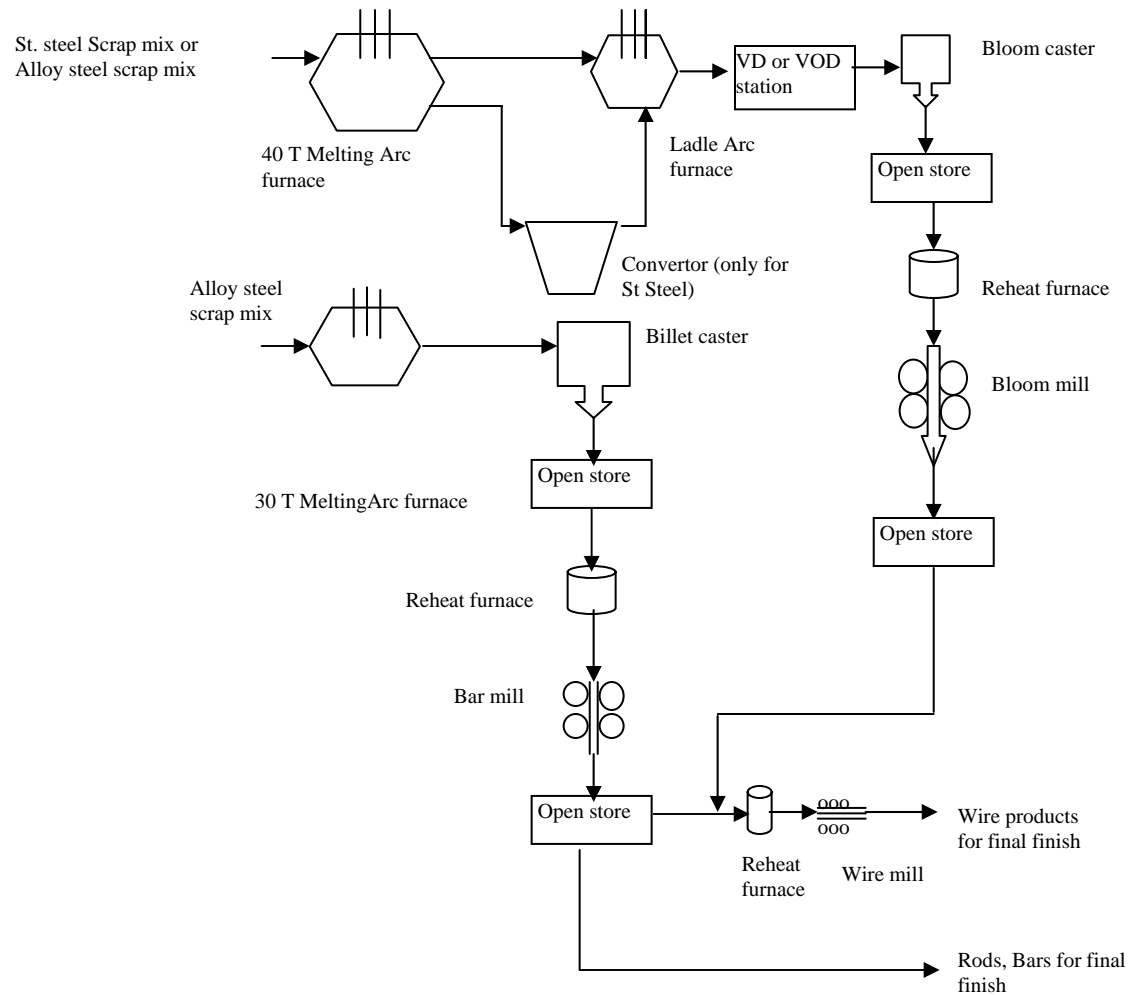 St. steel Scrap mix or
Alloy steel scrap mix
40 T Melting Arc
furnace
Ladle Arc
furnace
VD or VOD
station
Bloom caster
Open store
Convertor (only for
St Steel)
Reheat furnace
Alloy steel
scrap mix
Billet caster
Bloom mill
Open store
30 T MeltingArc furnace
Open store
Reheat furnace
Bar mill
Open store
ooo
ooo
Reheat
furnace
Wire mill
Wire products
for final finish
Rods, Bars for final
finish